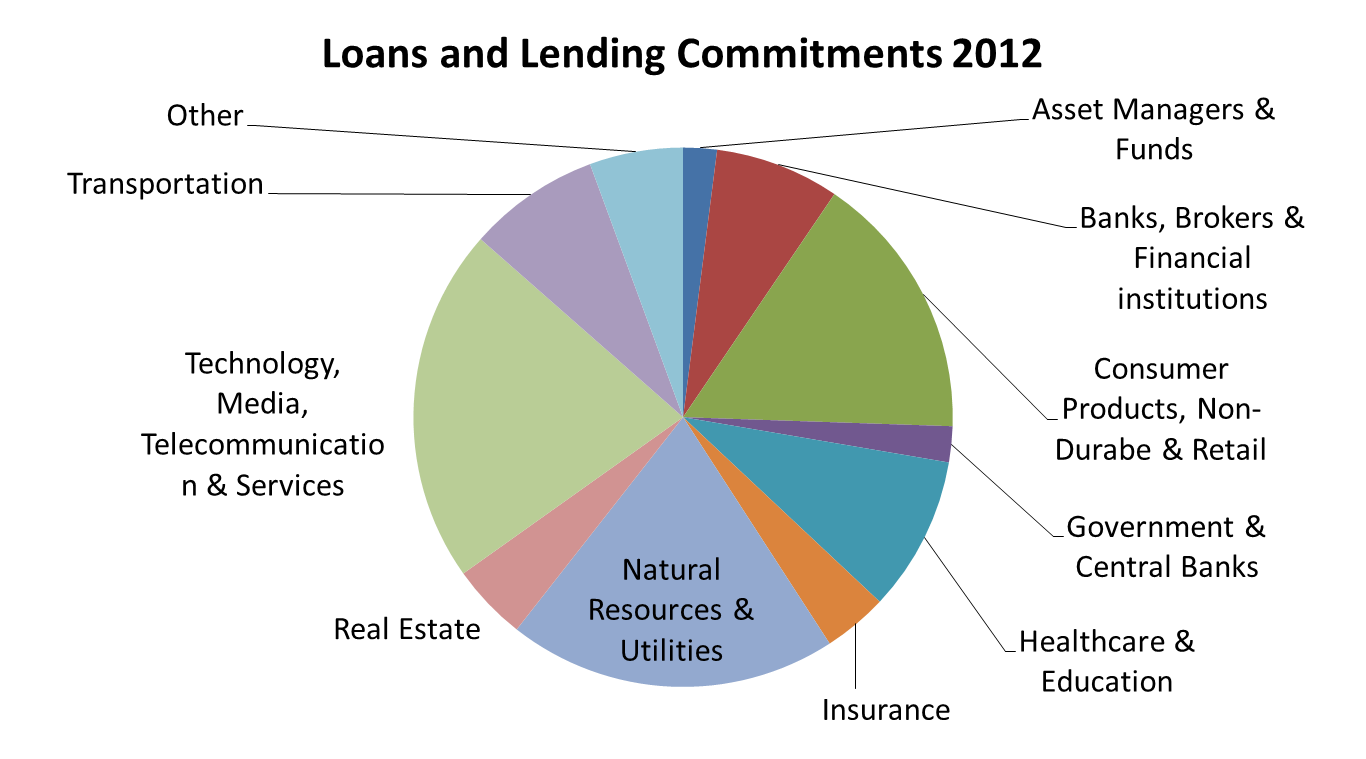 Loans and Lending Commitments 2012
Other
Asset Managers &
Funds
Transportation
Banks, Brokers &
Financial
institutions
Technology,
Media,
Telecommunicatio
n & Services
Consumer
Products, Non-
Durabe & Retail
Government &
Central Banks
Natural
Resources &
Utilities
Real Estate
Healthcare &
Education
Insurance